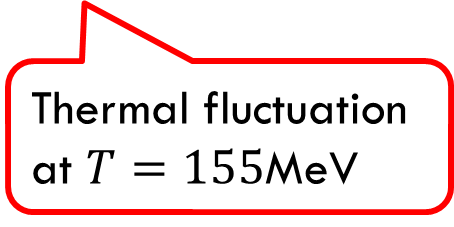 Thermal fluctuation
at T = 155MeV